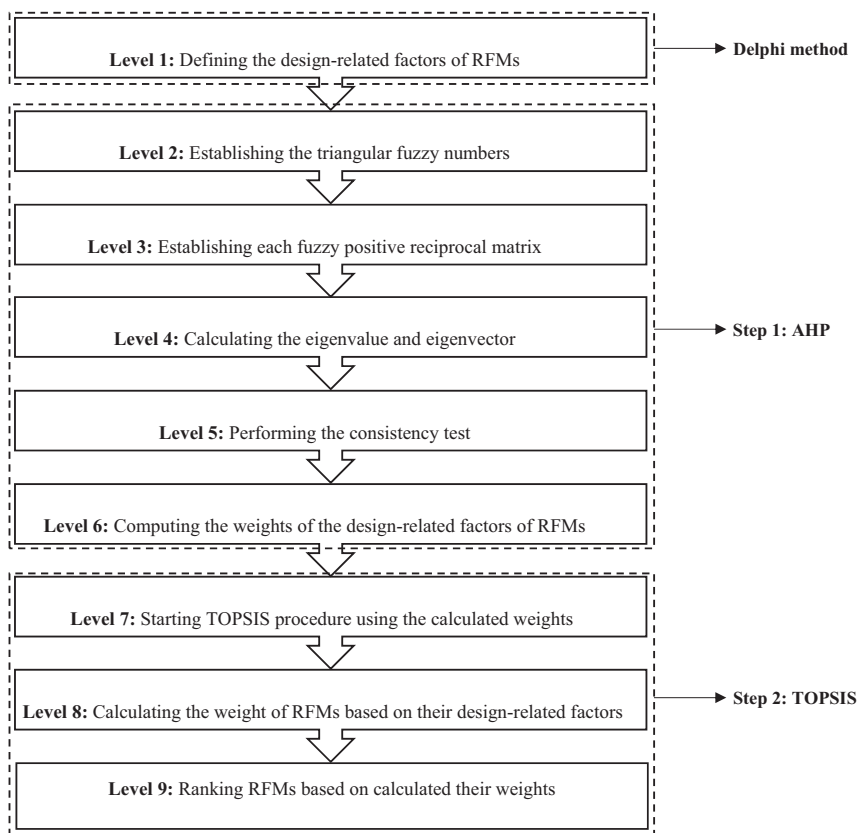 Level 1: Defining the design-related factors of RFMs
Delphi method
Level 2: Establishing the triangular fuzzy numbers
Level 3: Establishing each fuzzy positive reciprocal matrix
Level 4: Calculating the eigenvalue and eigenvector
Step 1: AHP
Level 5: Performing the consistency test
Level 6: Computing the weights of the design-related factors of RFMs
Level 7: Starting TOPSIS procedure using the calculated weights
Level 8: Calculating the weight of RFMs based on their design-related factors
Step 2: TOPSIS
Level 9: Ranking RFMs based on calculated their weights